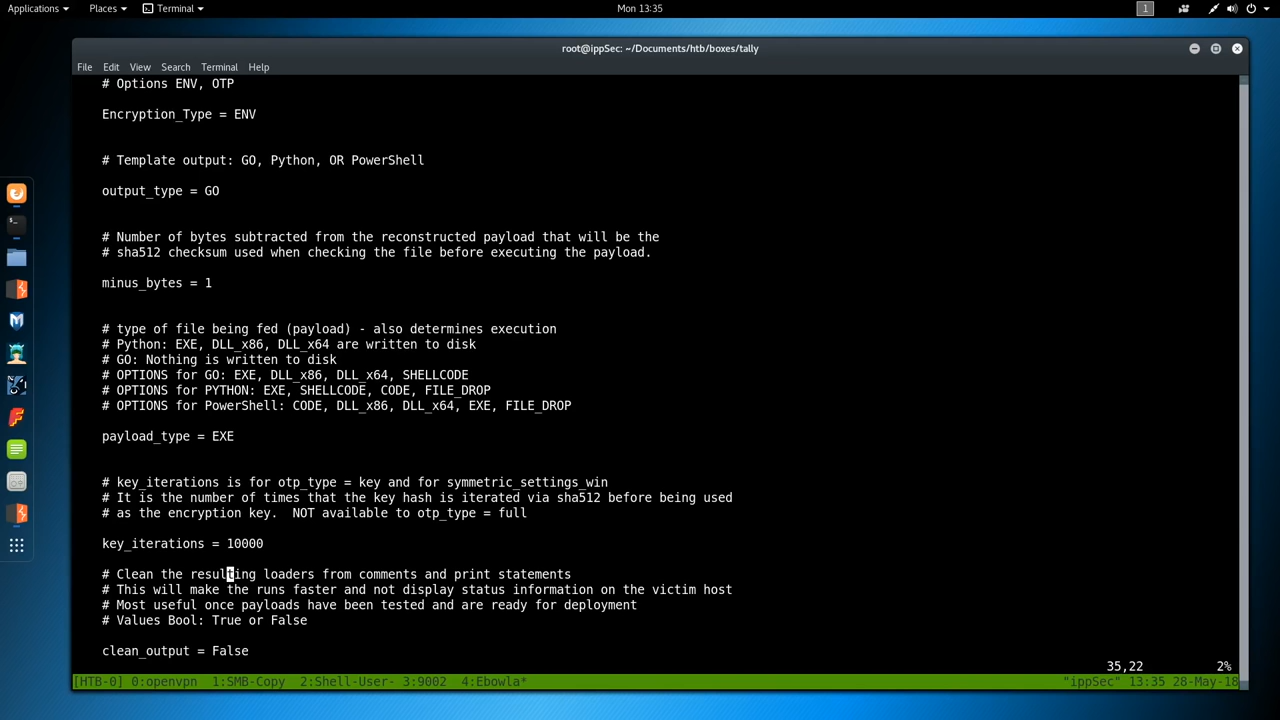 Applications
Places
Terminal
Mon 13:35
1
root@ippSec: ~/Documents/htb/boxes/tally
File Edit View Search Terminal Help
# Options ENV, OTP
Encryption_Type = ENV
# Template output: GO, Python, OR PowerShell
output_type = GO
# Number of bytes subtracted from the reconstructed payload that will be the
# sha512 checksum used when checking the file before executing the payload.
minus_bytes = 1
# type of file being fed (payload) - also determines execution
# Python: EXE, DLL_x86, DLL_x64 are written to disk
# GO: Nothing is written to disk
# OPTIONS for GO: EXE, DLL_x86, DLL_x64, SHELLCODE
# OPTIONS for PYTHON: EXE, SHELLCODE, CODE, FILE_DROP
# OPTIONS for PowerShell: CODE, DLL_x86, DLL_x64, EXE, FILE_DROP
payload_type = EXE
# key_iterations is for otp_type = key and for symmetric_settings_win
# It is the number of times that the key hash is iterated via sha512 before being used
# as the encryption key.  NOT available to otp_type = full
key_iterations = 10000
# Clean the resulting loaders from comments and print statements
# This will make the runs faster and not display status information on the victim host
# Most useful once payloads have been tested and are ready for deployment
# Values Bool: True or False
clean_output = False
35,22 2%
[HTB-0] 0:openvpn 1:SMB-Copy 2:Shell-User- 3:9002 4:Ebowla* "ippSec" 13:35 28-May-18